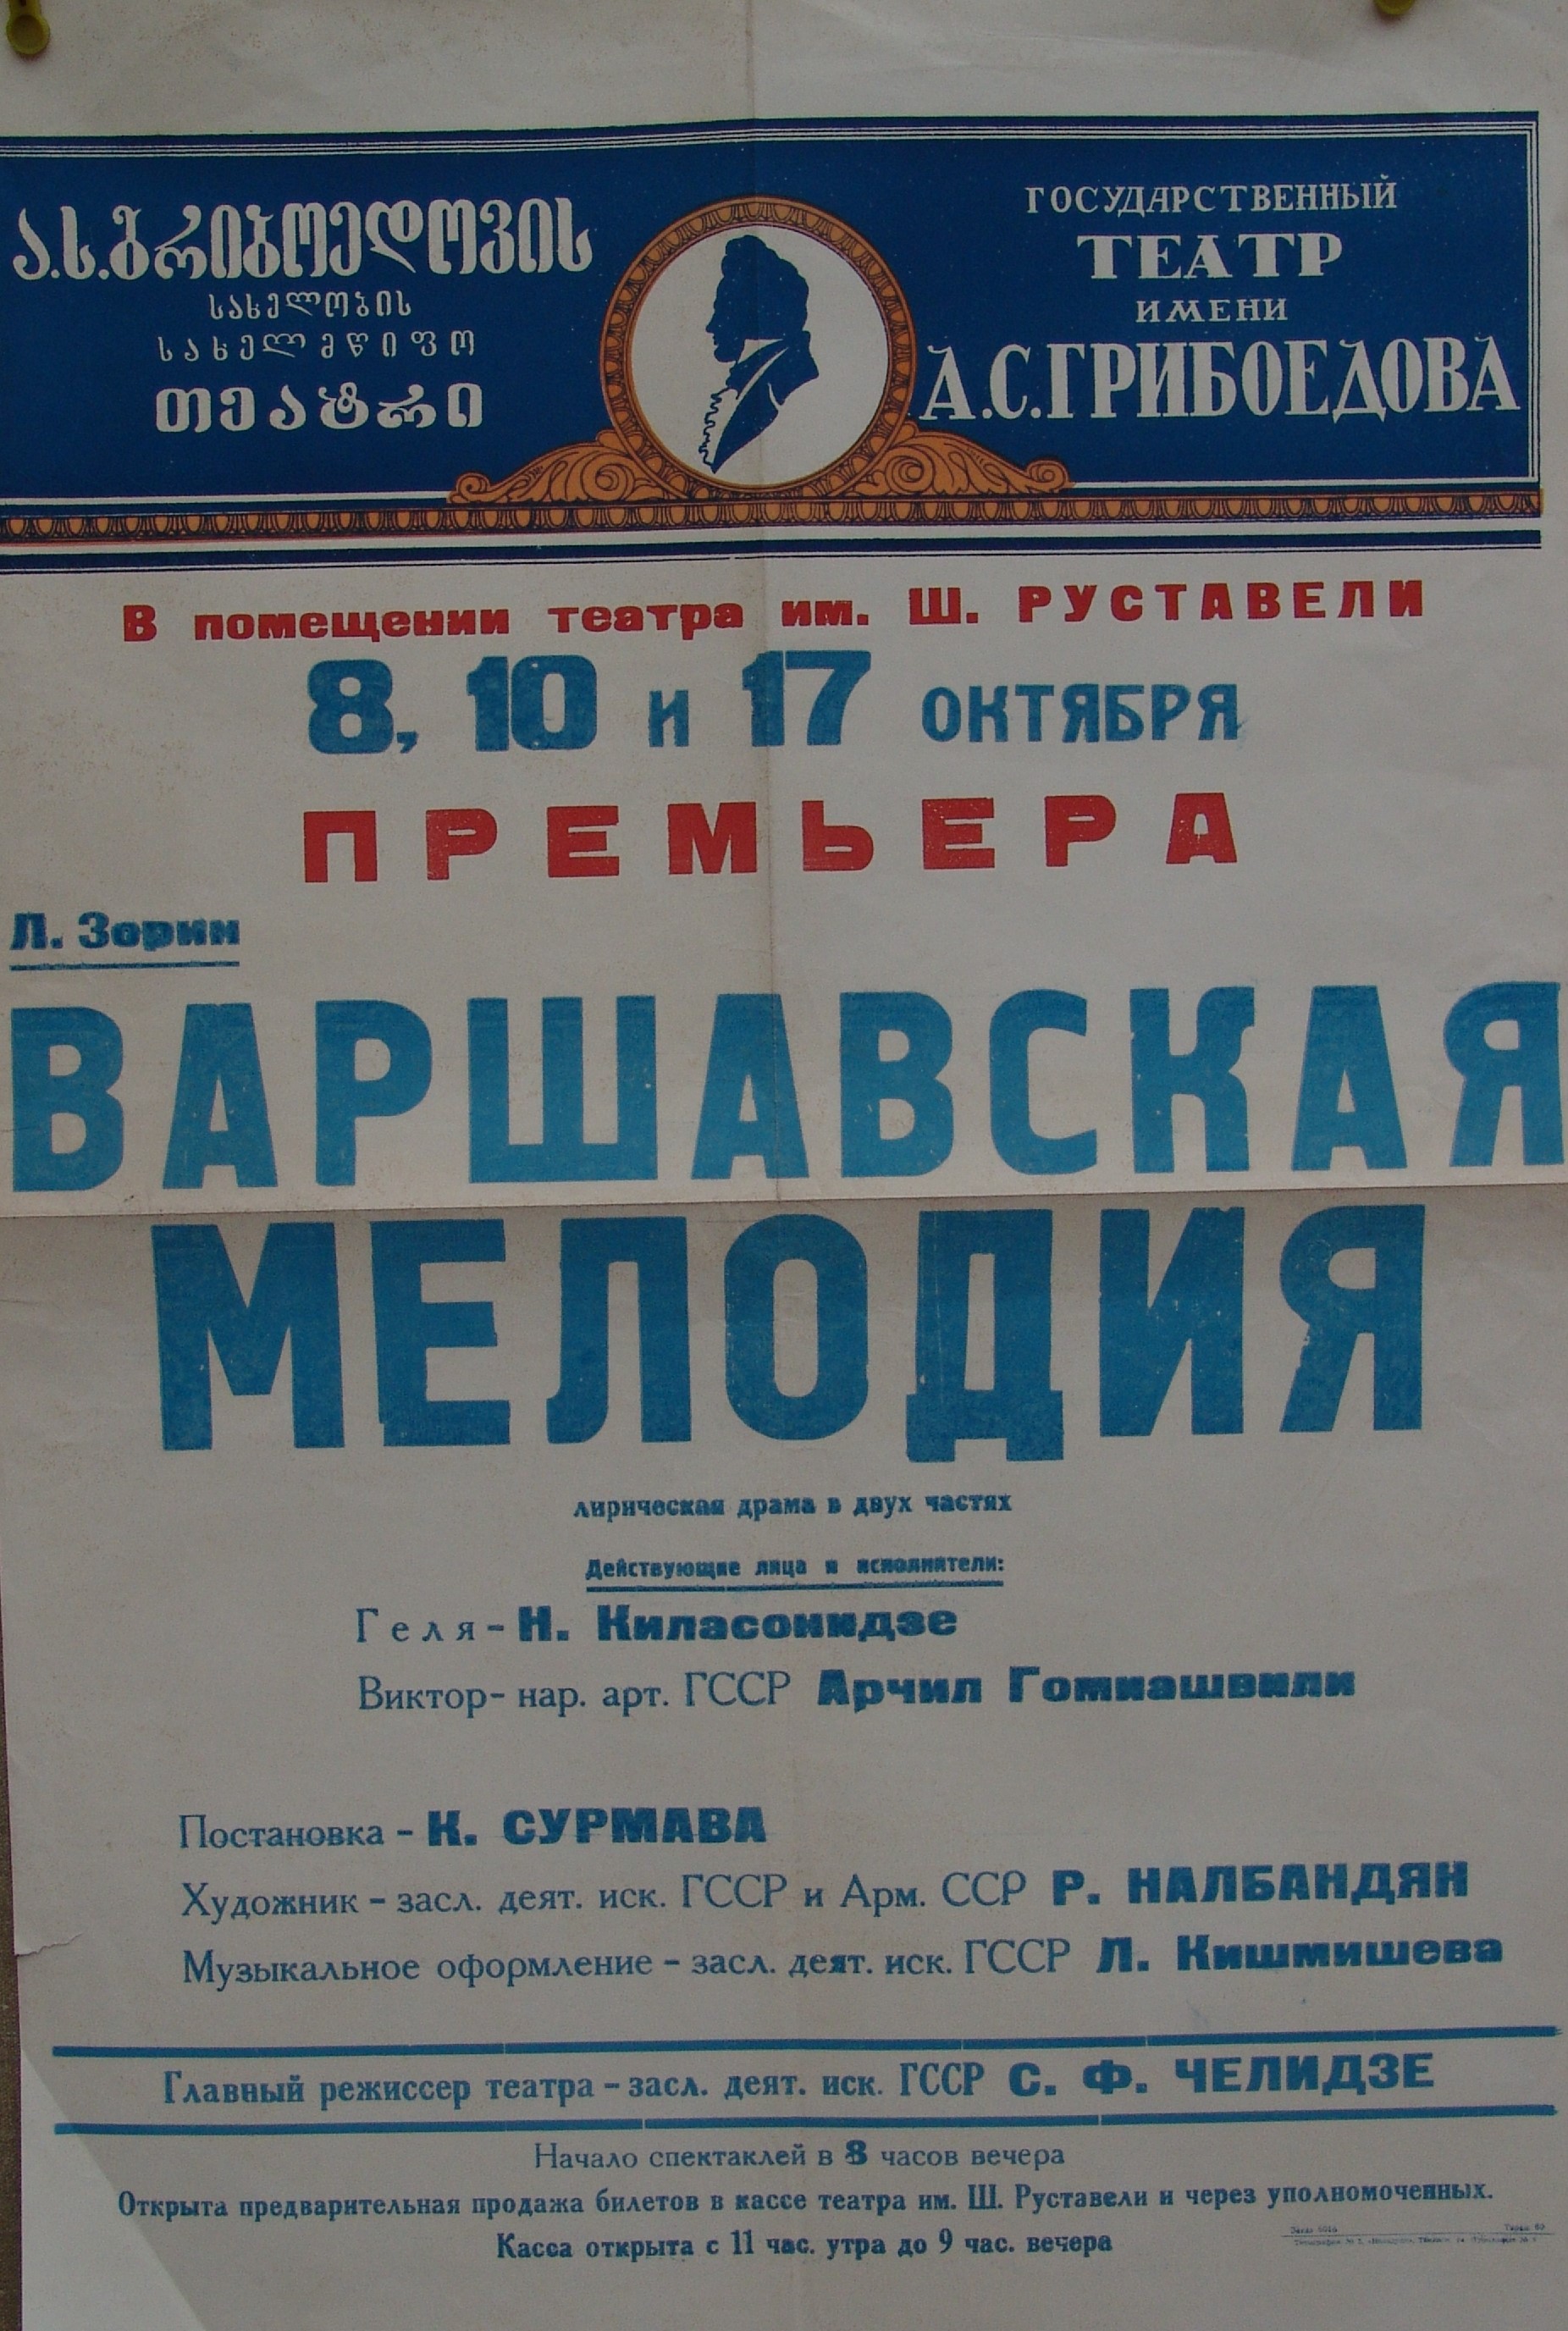 ა.ს.გრიბოედოვის
სახელობის
სახელმწიფო
თეატრი
ГОСУДАРСТВЕННЫЙ
ТЕАТР
ИМЕНИ
А.С.ГРИБОЕДОВА
В помещении театра им. Ш. РУСТАВЕЛИ
8, 10 и 17 ОКТЯБРЯ
ПРЕМЬЕРА
Л. Зорин
ВАРШАВСКАЯ
МЕЛОДИЯ
лирическая драма в двух частях
Действующие лица и исполнители:
Геля - Н. Киласонидзе
Виктор - нар. арт. ГССР Арчил Гомиашвили
Постановка - К. СУРМАВА
Художник - засл. деят. иск. ГССР и Арм. ССР Р. НАЛБАНДЯН
Музыкальное оформление - засл. деят. иск. ГССР Л. Кишмишева
Главный режиссер театра - засл. деят. иск. ГССР С. Ф. ЧЕЛИДЗЕ
Начало спектаклей в 8 часов вечера
Открыта предварительная продажа билетов в кассе театра им. Ш. Руставели и через уполномоченных.
Касса открыта с 11 час. утра до 9 час. вечера